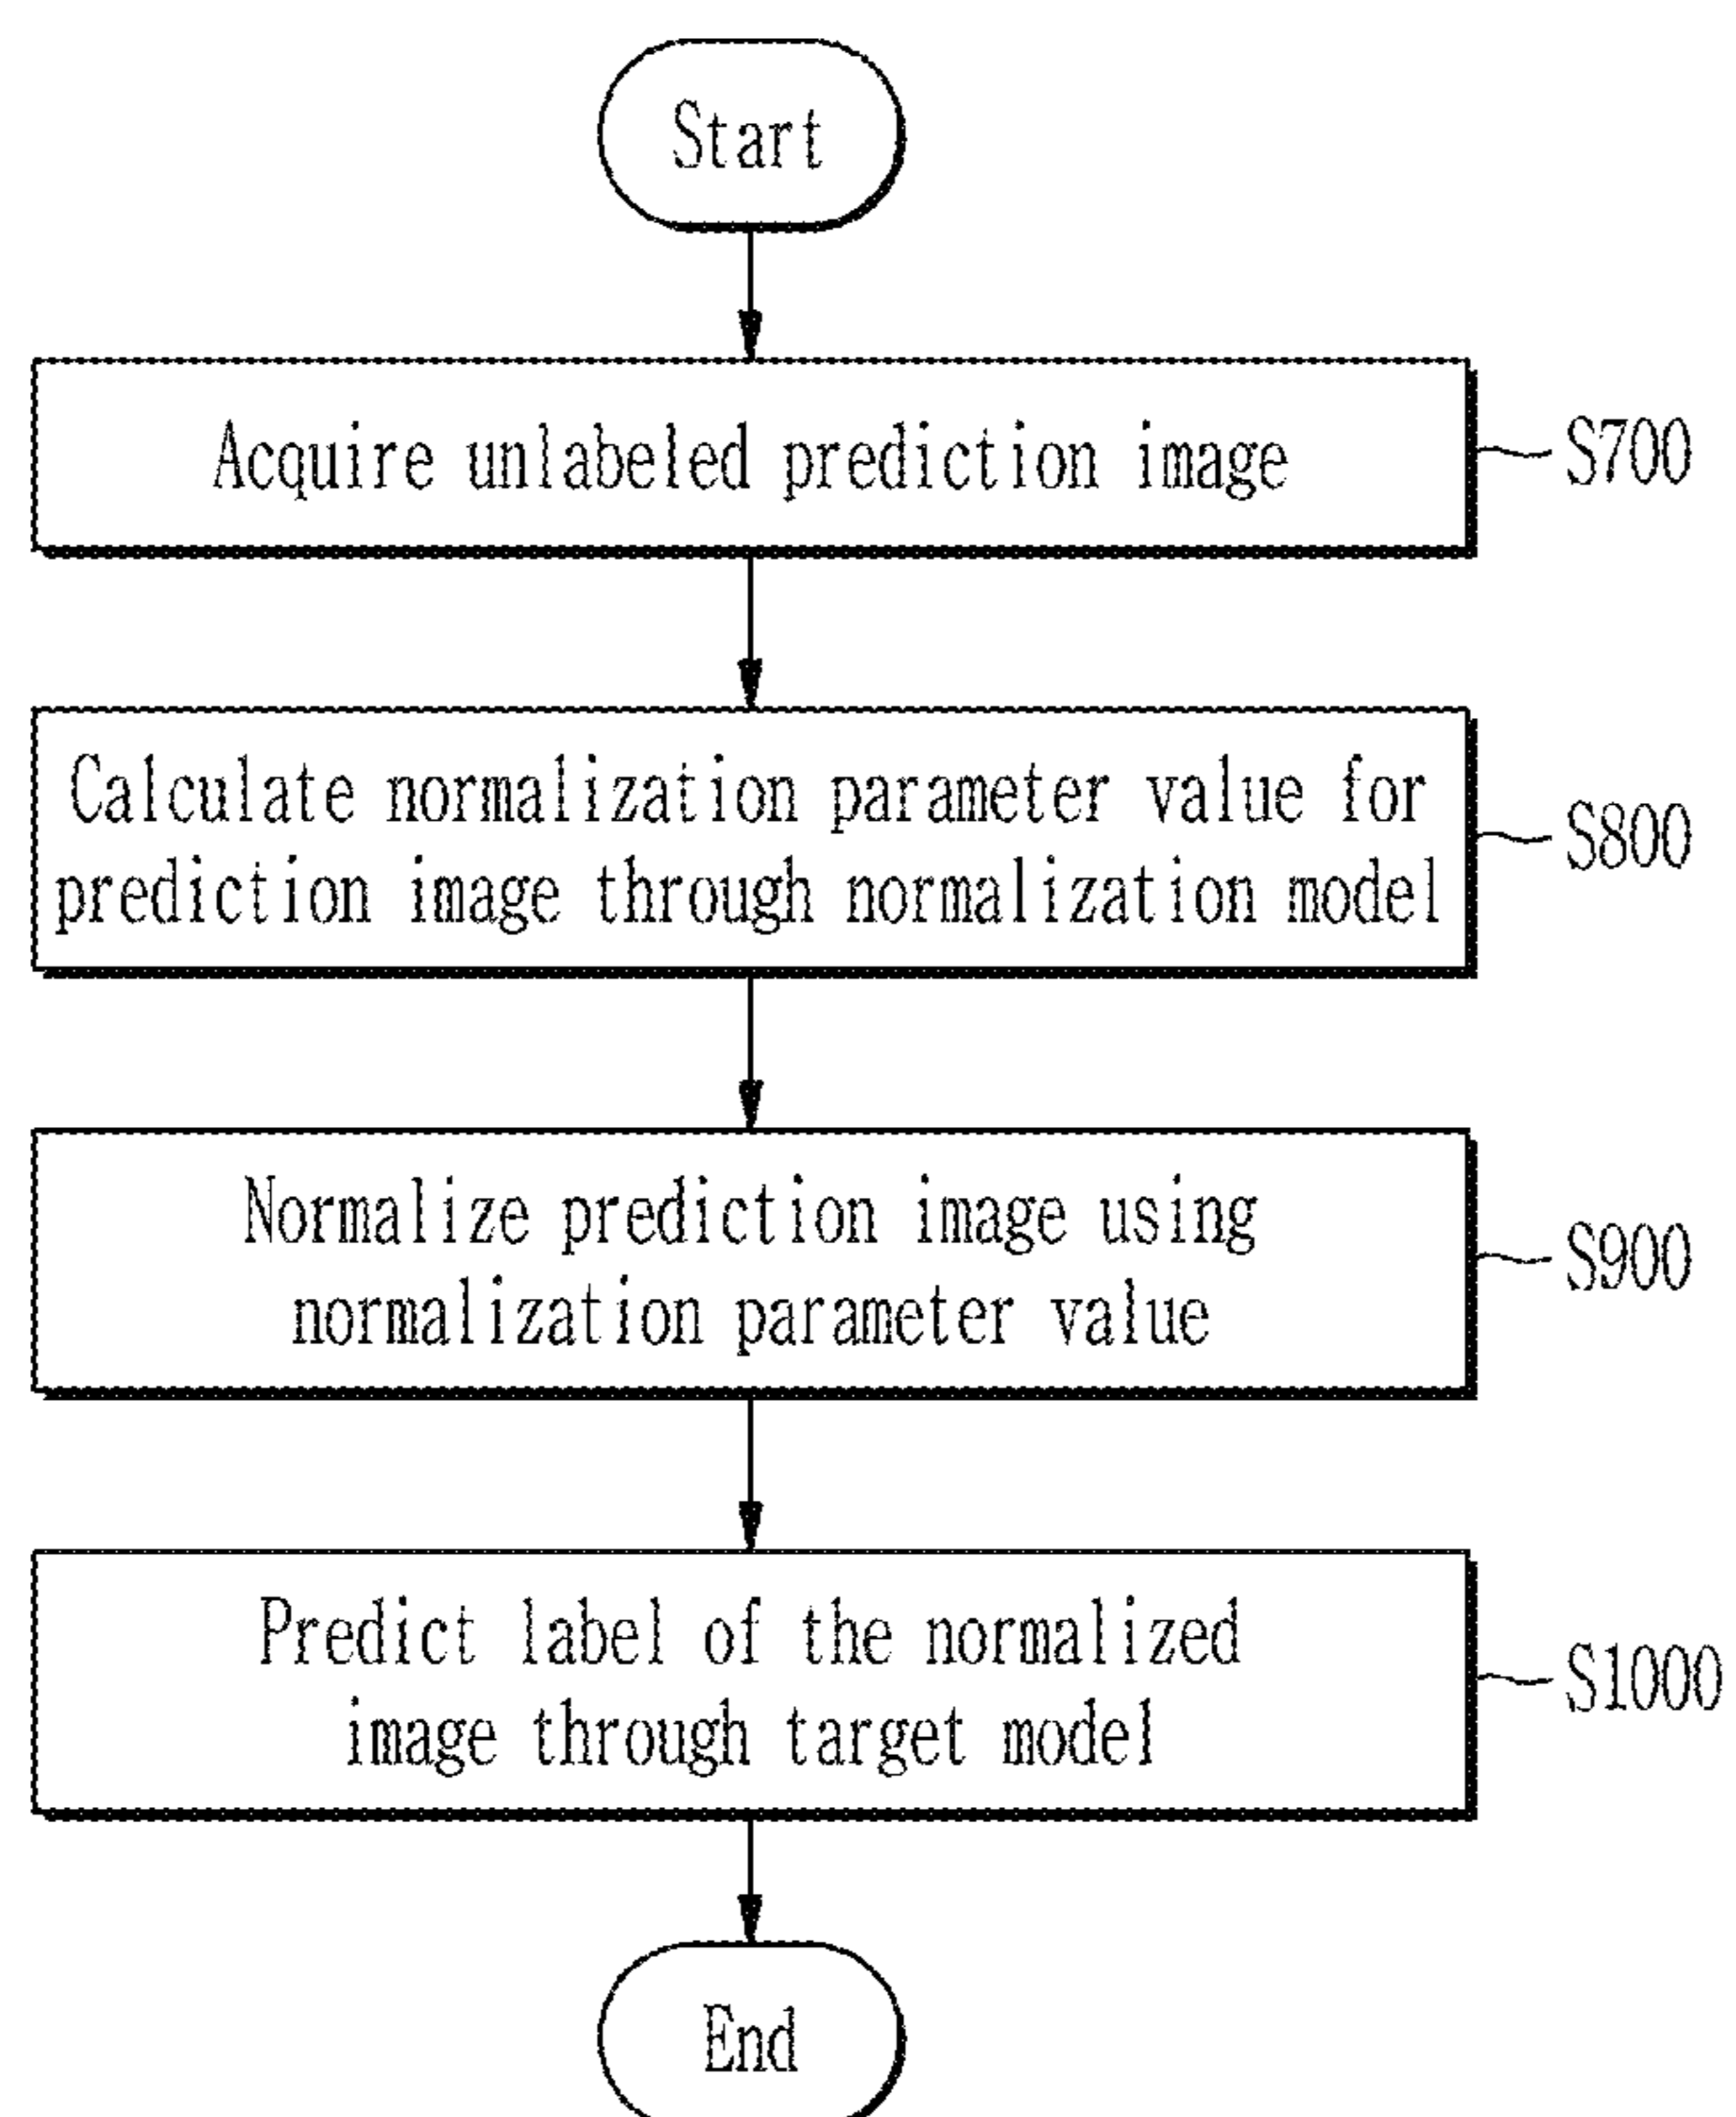 Start
Acquire unlabeled prediction image
S700
Calculate normalization parameter value for
prediction image through normalization model
S800
Normalize prediction image using
normalization parameter value
S900
Predict label of the normalized
image through target model
S1000
End